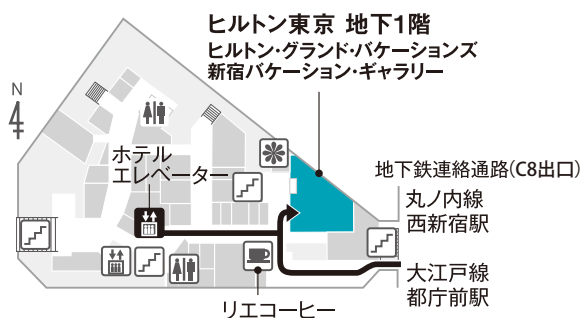 ヒルトン東京 地下1階
ヒルトン・グランド・バケーションズ
新宿バケーション・ギャラリー
N
ホテル
エレベーター
地下鉄連絡通路(C8出口)
丸ノ内線
西新宿駅
大江戸線
都庁前駅
リエコーヒー